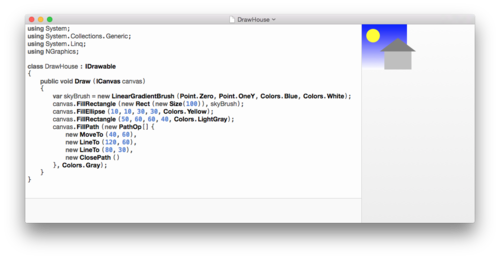 DrawHouse
using System;
using System.Collections.Generic;
using System.Linq;
using NGraphics;
class DrawHouse : IDrawable
{
public void Draw (ICanvas canvas)
{
var skyBrush = new LinearGradientBrush (Point.Zero, Point.OneY, Colors.Blue, Colors.White);
canvas.FillRectangle (new Rect (new Size(100)), skyBrush);
canvas.FillEllipse (10, 10, 30, 30, Colors.Yellow);
canvas.FillRectangle (50, 60, 60, 40, Colors.LightGray);
canvas.FillPath (new PathOp[] {
new MoveTo (40, 60),
new LineTo (120, 60),
new LineTo (80, 30),
new ClosePath ()
}, Colors.Gray);
}
}